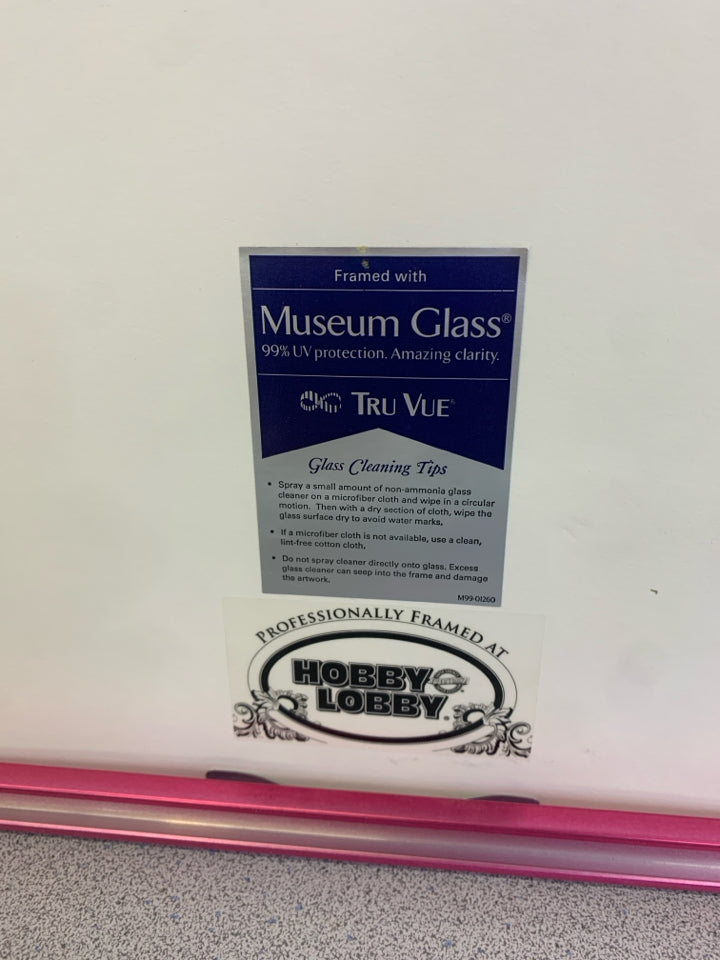 Framed with
Museum Glass®
99% UV protection. Amazing clarity.
TRU VUE®
Glass Cleaning Tips
• Spray a small amount of non-ammonia glass
cleaner on a microfiber cloth and wipe in a circular
motion. Then with a dry section of cloth, wipe the
glass surface dry to avoid water marks.
• If a microfiber cloth is not available, use a clean,
lint-free cotton cloth.
• Do not spray cleaner directly onto glass. Excess
glass cleaner can seep into the frame and damage
the artwork.
M99-01260
PROFESSIONALLY FRAMED AT
HOBBY
LOBBY®